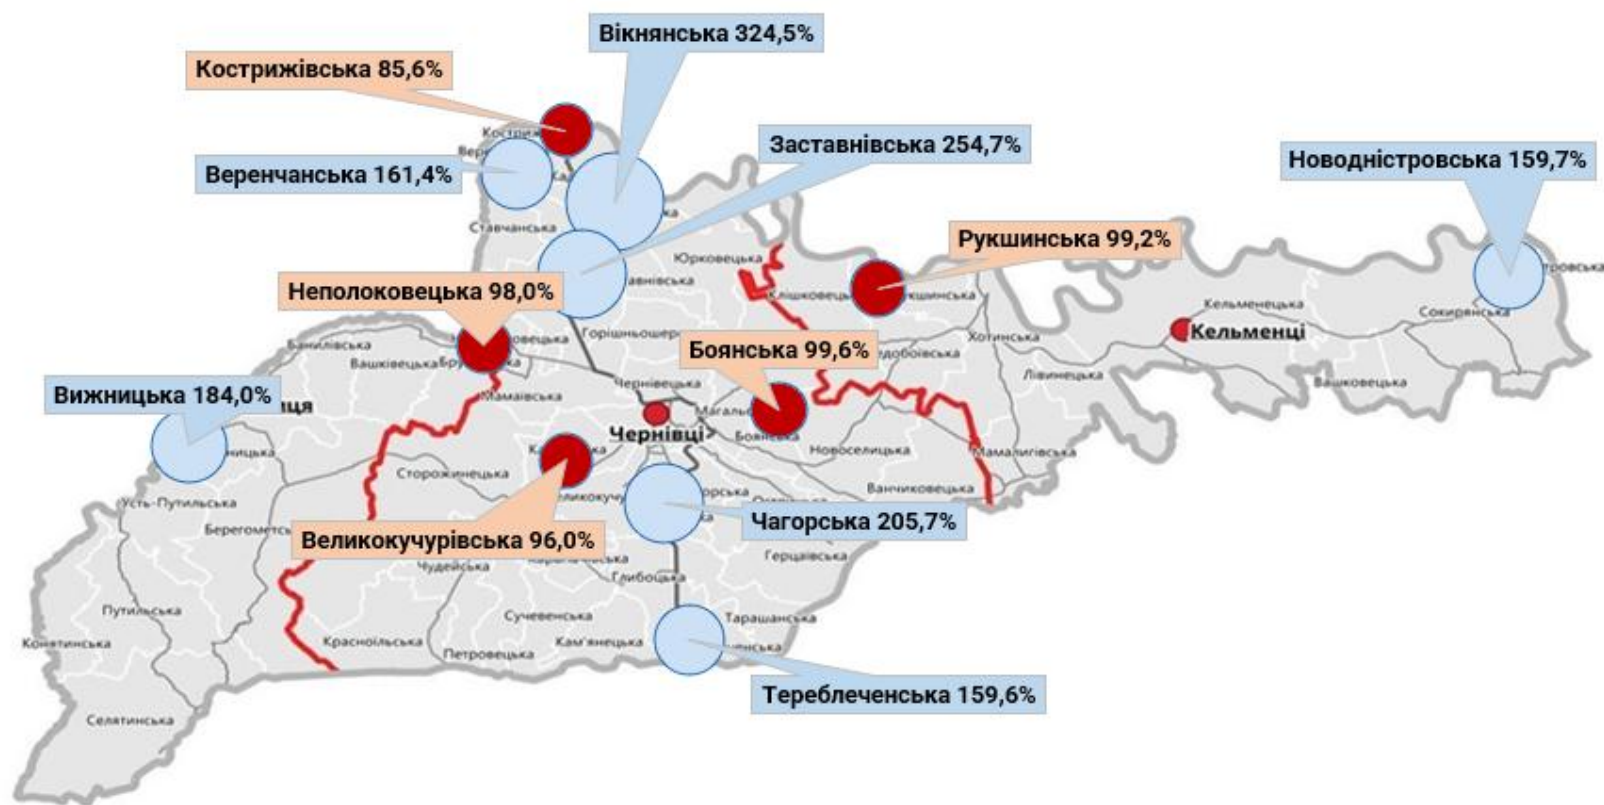 Вікнянська 324,5%
Кострижівська 85,6%
Заставнівська 254,7%
Веренчанська 161,4%
Новодністровська 159,7%
Ставчанська
Рукшинська 99,2%
Юрковецька
Неполоковецька 98,0%
Кельменецька
Сокирянська
Хотинська
Кельменці
Банилівська
Вашківецька
Боянська 99,6%
Лівинецька
Вашковецька
Чернівецька
Мамаївська
Вижницька 184,0%
Чернівці
Боянська
Новоселицька
Мамалигівська
Сторожинецька
Ванчиковецька
Усть-Путильська
Чагорська 205,7%
Великокучурівська 96,0%
Герцаївська
Чудейська
Глибоцька
Путильська
Сучевенська
Тарашанська
Конятинська
Красноїльська
Кам'янецька
Петровецька
Тереблеченська 159,6%
Селятинська